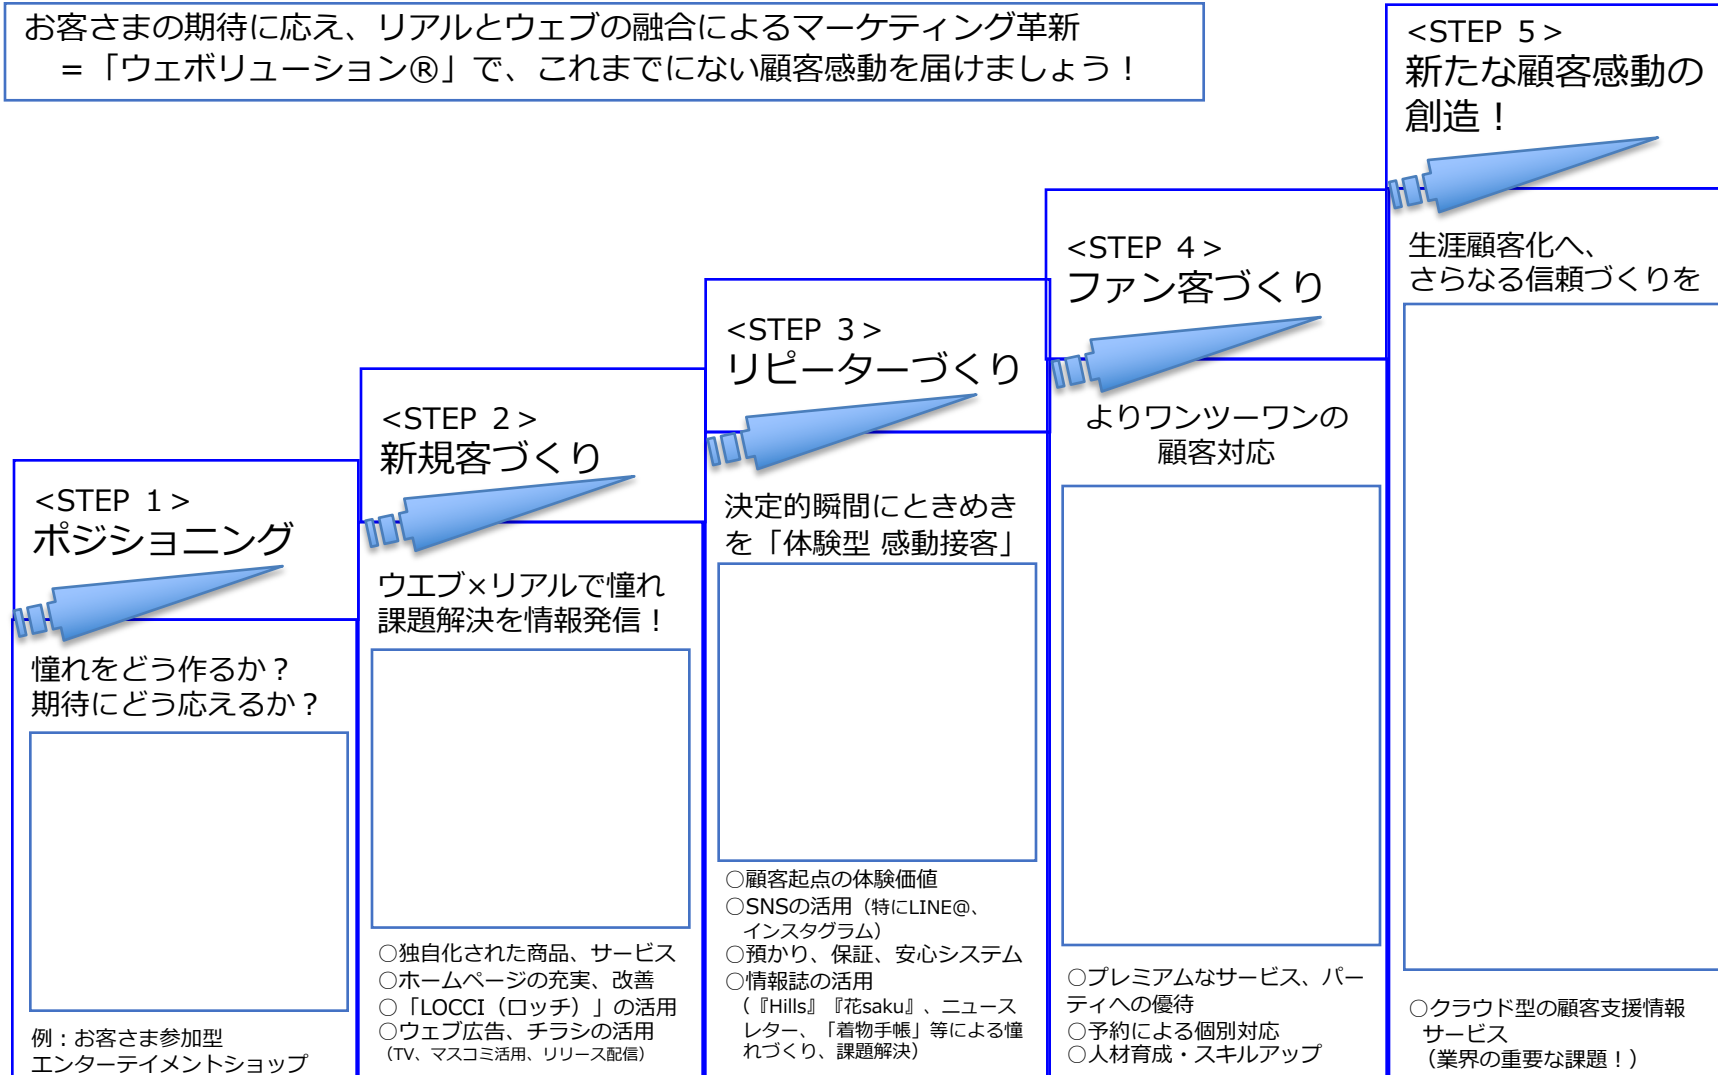 お客さまの期待に応え、リアルとウェブの融合によるマーケティング革新
=「ウェボリューション®」で、これまでにない顧客感動を届けましょう！
<STEP 1>
ポジショニング
憧れをどう作るか？
期待にどう応えるか？
例：お客さま参加型
エンターテイメントショップ
<STEP 2>
新規客づくり
ウエブ×リアルで憧れ
課題解決を情報発信！
○独自化された商品、サービス
○ホームページの充実、改善
○「LOCCI（ロッチ）」の活用
○ウェブ広告、チラシの活用
（TV、マスコミ活用、リリース配信）
<STEP 3>
リピーターづくり
決定的瞬間にときめき
を「体験型 感動接客」
○顧客起点の体験価値
○SNSの活用（特にLINE@、
インスタグラム）
○預かり、保証、安心システム
○情報誌の活用
（『Hills』『花saku』、ニュース
レター、「着物手帳」等による憧
れづくり、課題解決）
<STEP 4>
ファン客づくり
よりワンツーワンの
顧客対応
○プレミアムなサービス、パー
ティへの優待
○予約による個別対応
○人材育成・スキルアップ
<STEP 5>
新たな顧客感動の
創造！
生涯顧客化へ、
さらなる信頼づくりを
○クラウド型の顧客支援情報
サービス
（業界の重要な課題！）